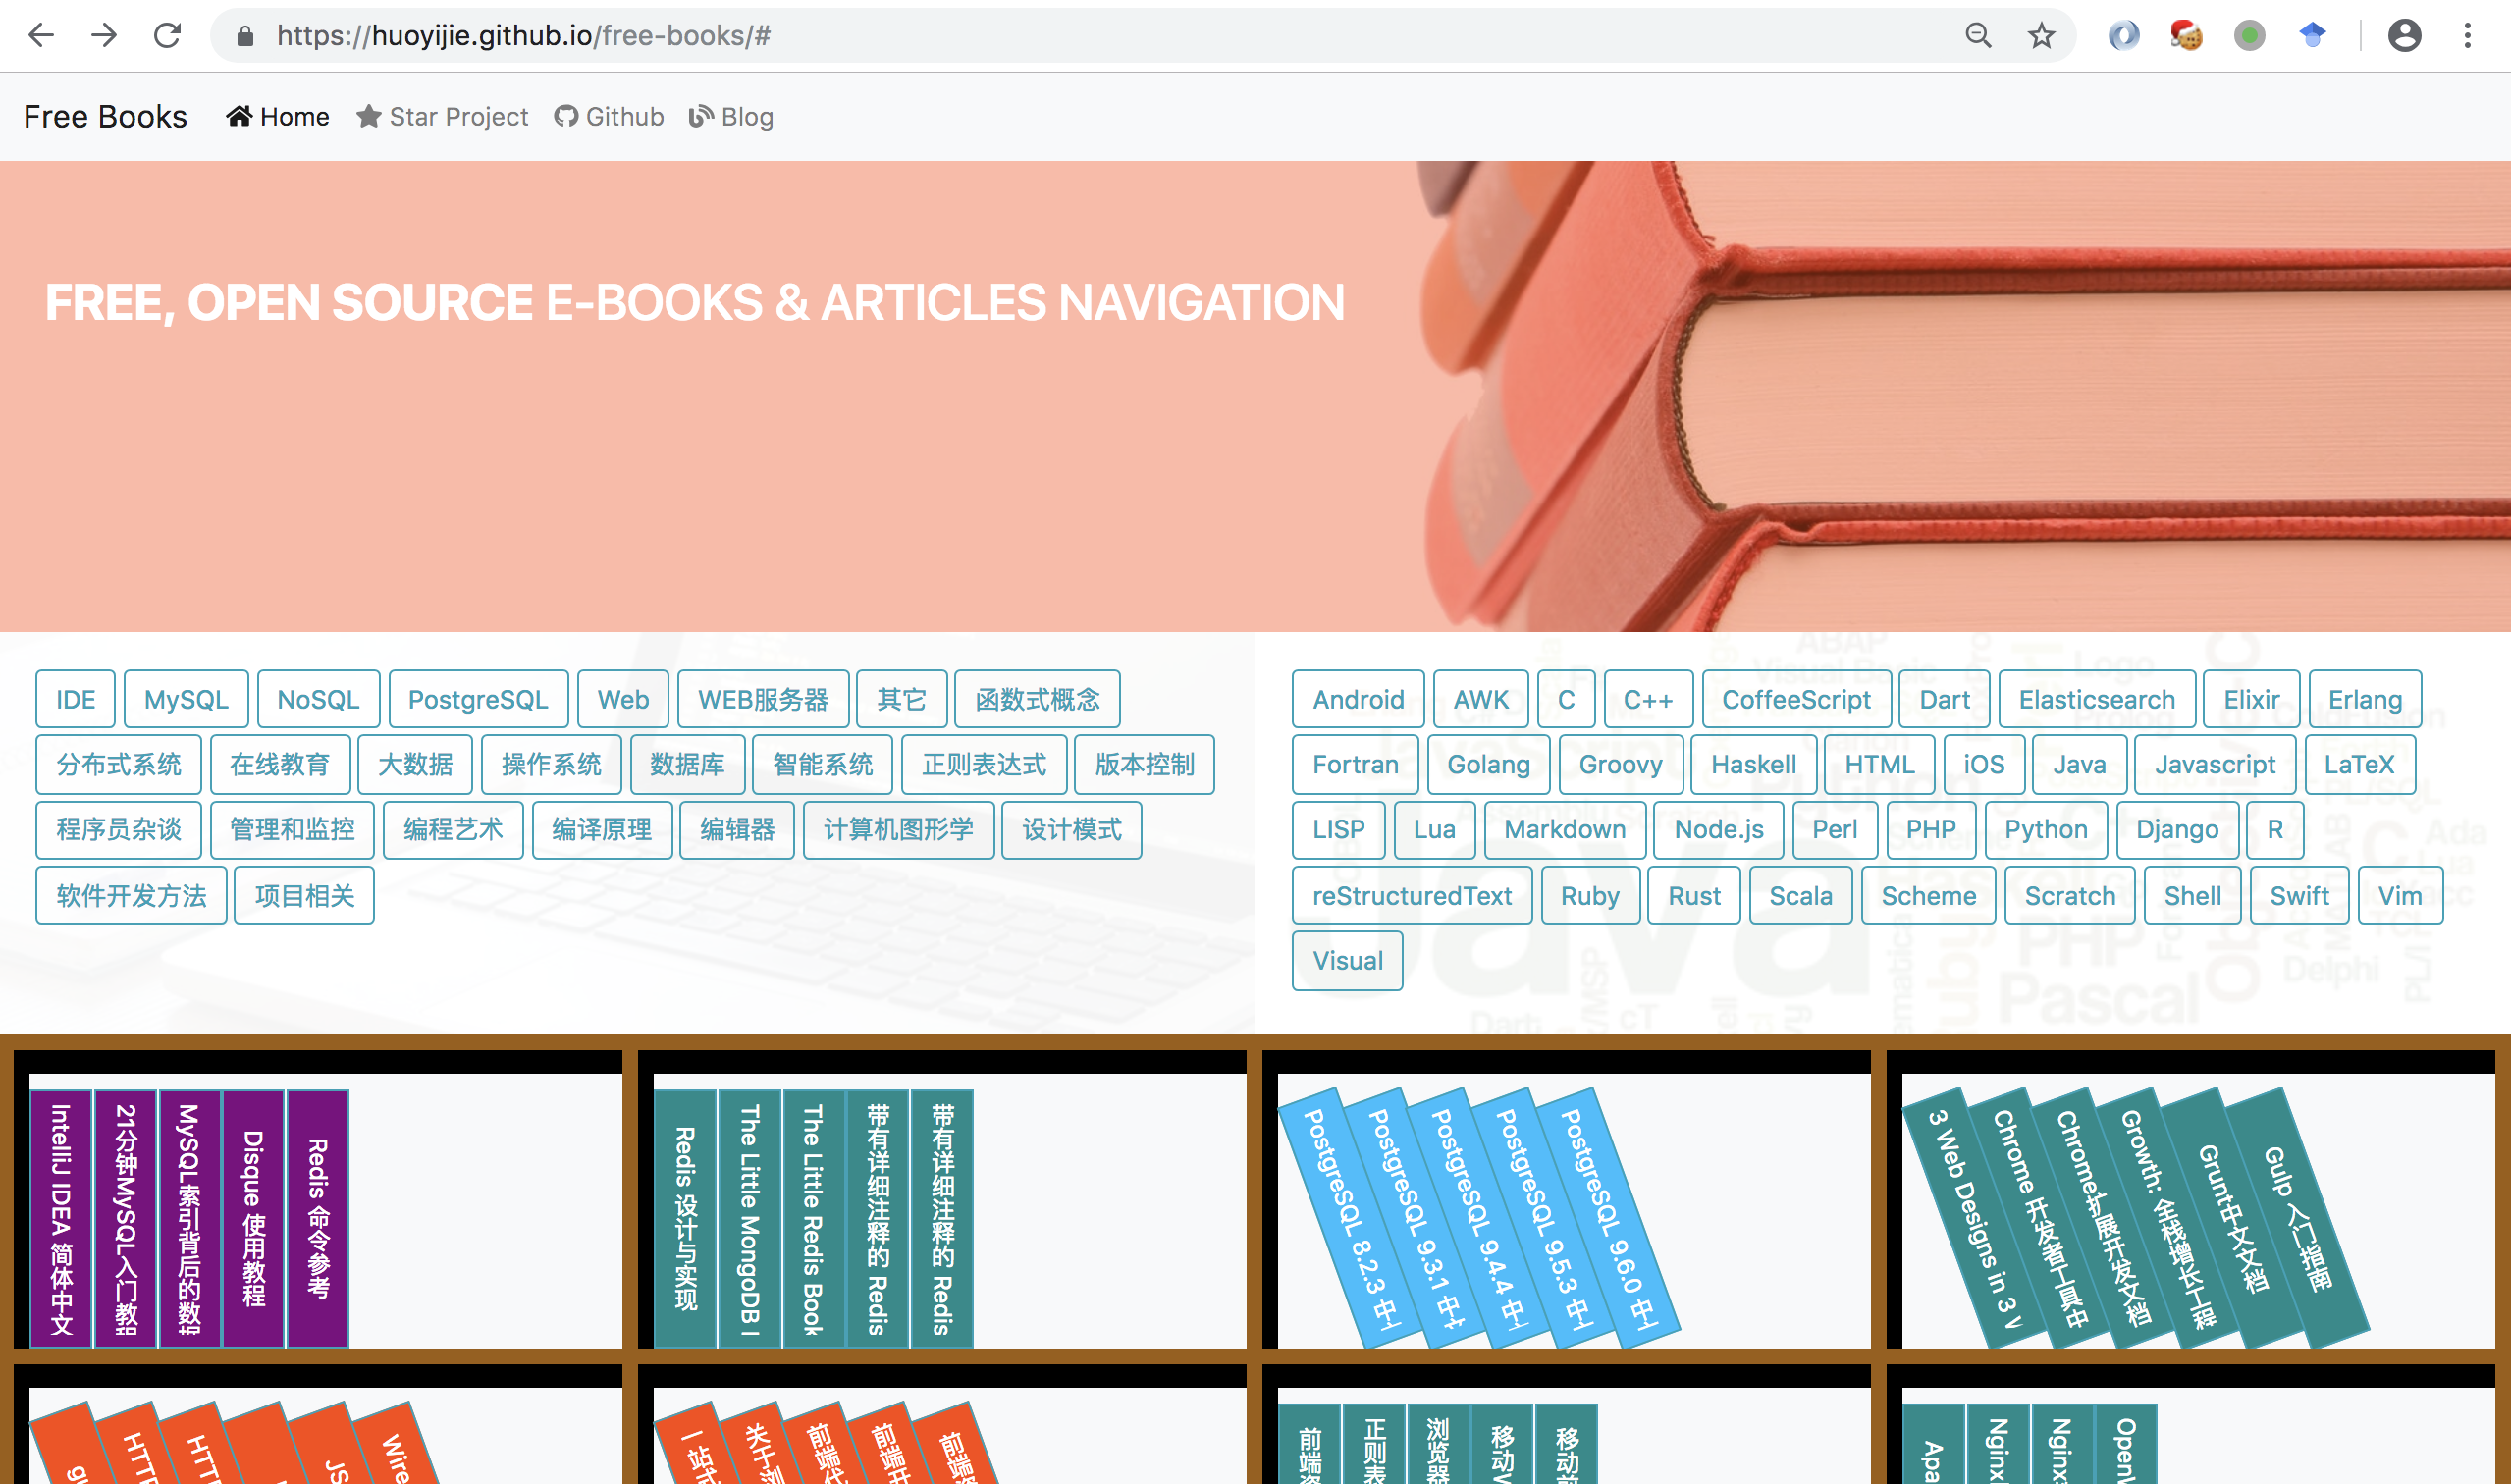 https://huoyijie.github.io/free-books/#
Free Books Home Star Project Github Blog
FREE, OPEN SOURCE E-BOOKS & ARTICLES NAVIGATION
IDE MySQL NoSQL PostgreSQL Web WEB服务器 其它 函数式概念
分布式系统 在线教育 大数据 操作系统 数据库 智能系统 正则表达式 版本控制
程序员杂谈 管理和监控 编程艺术 编译原理 编辑器 计算机图形学 设计模式
软件开发方法 项目相关
Android AWK C C++ CoffeeScript Dart Elasticsearch Elixir Erlang
Fortran Golang Groovy Haskell HTML iOS Java Javascript LaTeX
LISP Lua Markdown Node.js Perl PHP Python Django R
reStructuredText Ruby Rust Scala Scheme Scratch Shell Swift Vim
Visual
IntelliJ IDEA 简体中文
21分钟MySQL入门教
MySQL索引背后的数
Disque 使用教程
Redis 命令参考
Redis 设计与实现
The Little MongoDB
The Little Redis Book
带有详细注释的 Redis
带有详细注释的 Redis
PostgreSQL 8.2.3 中
PostgreSQL 9.3.1 中
PostgreSQL 9.4.4 中
PostgreSQL 9.5.3 中
PostgreSQL 9.6.0 中
3 Web Designs in 3
Chrome 开发者工具中
Chrome扩展开发文档
Growth: 全栈增长工程
Grunt中文文档
Gulp 入门指南
HTTP
JS
Wire
一站式
关于浏
前端代
前端开
前端资
前端资
正则表
浏览器
移动
移动前
Apa
Nginx
Nginx
Open